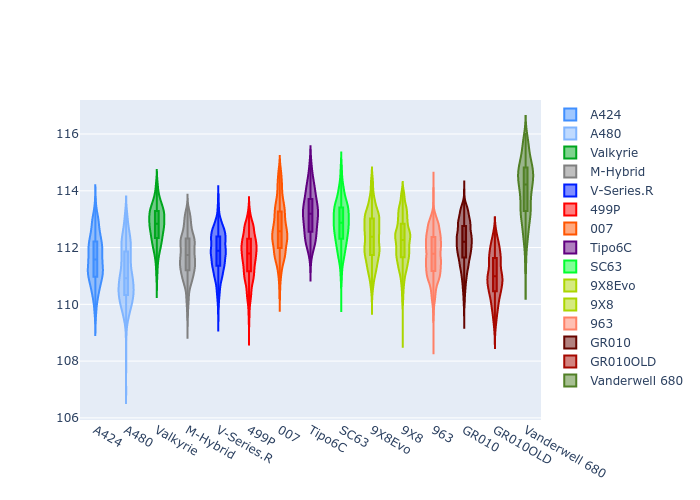 116
114
112
110
108
106
A424
A480
Valkyrie
M-Hybrid
V-Series.R
499P
007
Tipo6C
SC63
9X8Evo
9X8
963
GR010
GR010OLD
Vanderwell 680
A424
A480
Valkyrie
M-Hybrid
V-Series.R
499P
007
Tipo6C
SC63
9X8Evo
9X8
963
GR010
GR010OLD
Vanderwell 680